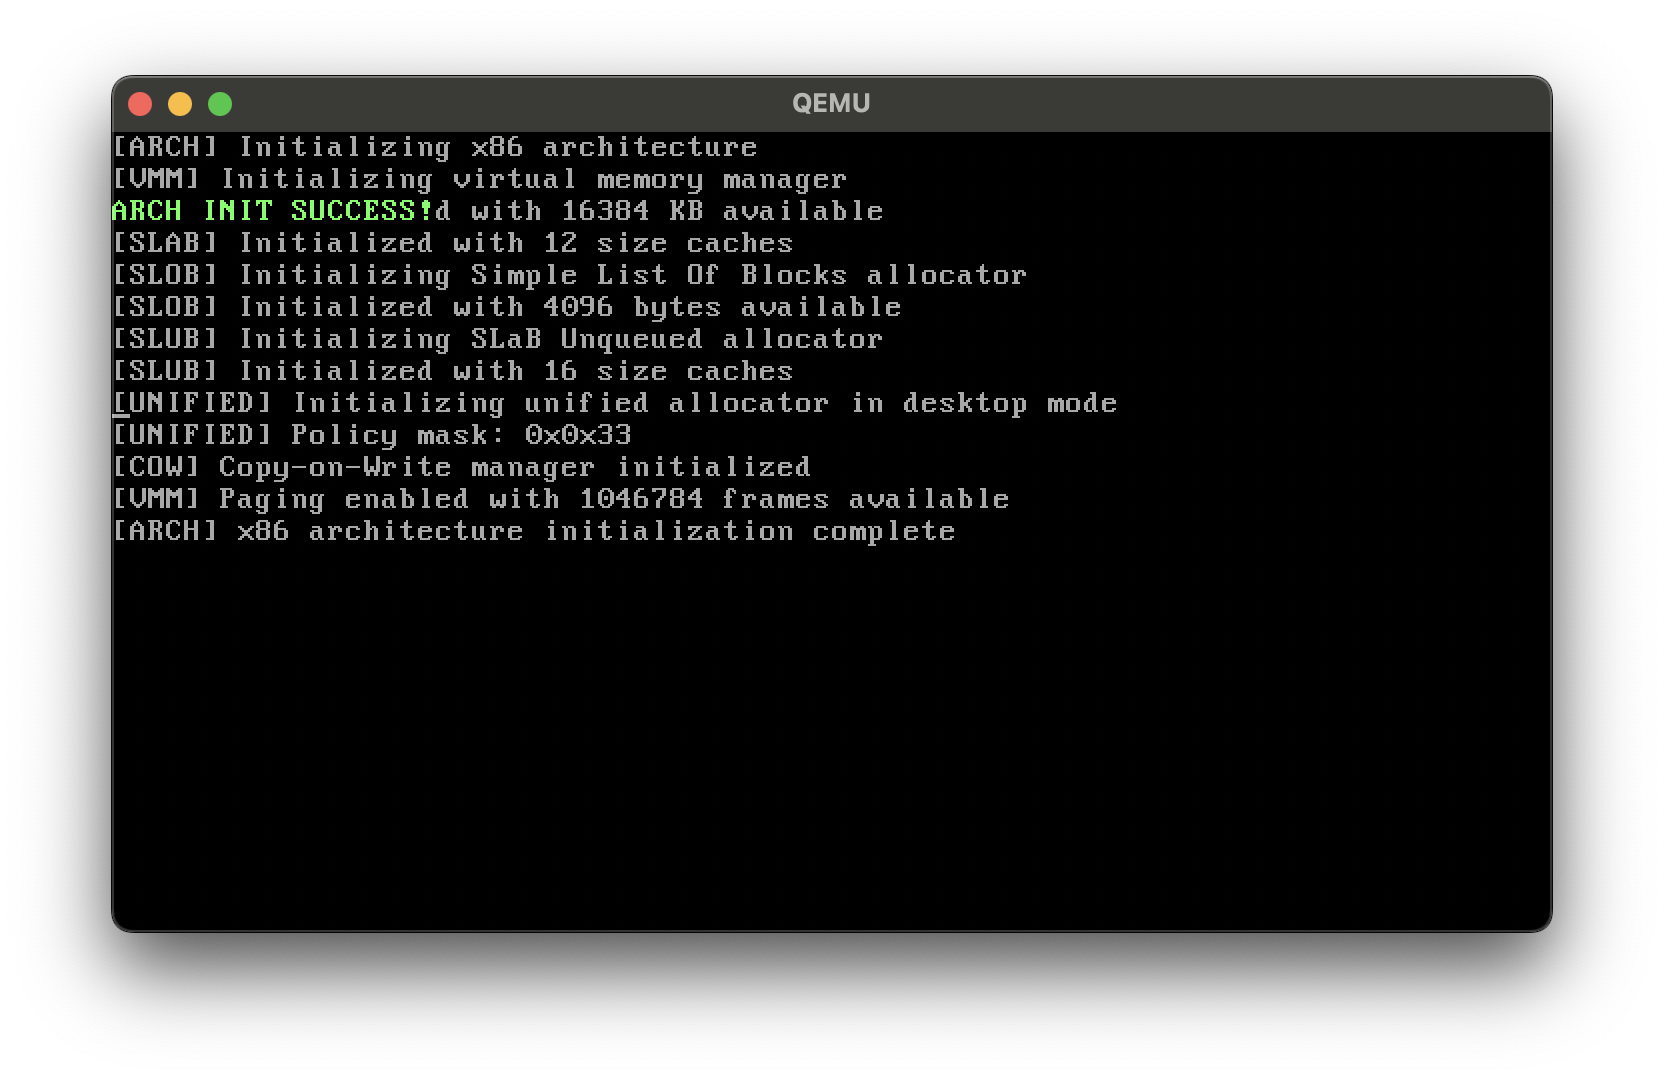 QEMU
[ARCH] Initializing x86 architecture
[VMM] Initializing virtual memory manager
ARCH INIT SUCCESS!d with 16384 KB available
[SLAB] Initialized with 12 size caches
[SLOB] Initializing Simple List Of Blocks allocator
[SLOB] Initialized with 4096 bytes available
[SLUB] Initializing SLaB Unqueued allocator
[SLUB] Initialized with 16 size caches
[UNIFIED] Initializing unified allocator in desktop mode
[UNIFIED] Policy mask: 0x0x33
[COW] Copy-on-Write manager initialized
[VMM] Paging enabled with 1046784 frames available
[ARCH] x86 architecture initialization complete